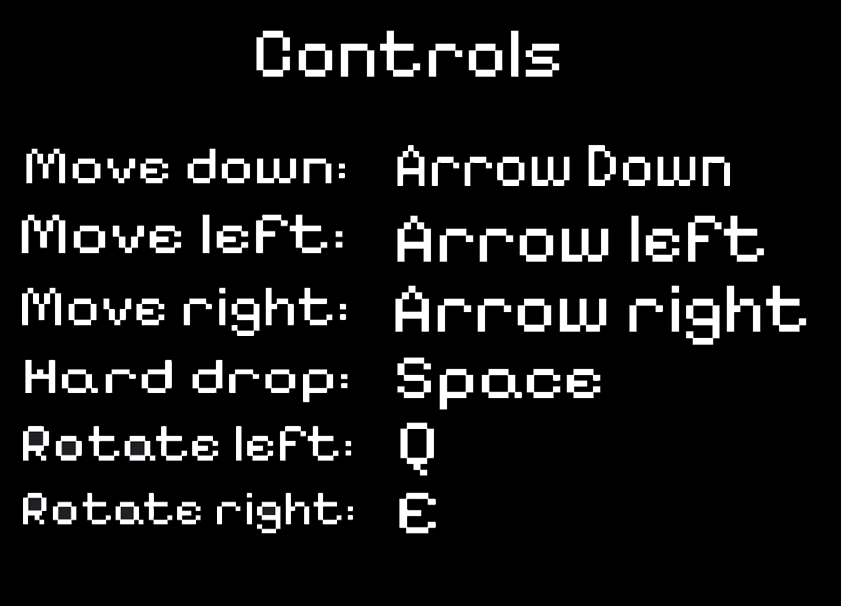 Controls
Move down: Arrow Down
Move left: Arrow left
Move right: Arrow right
Hard drop: Space
Rotate left: Q
Rotate right: E